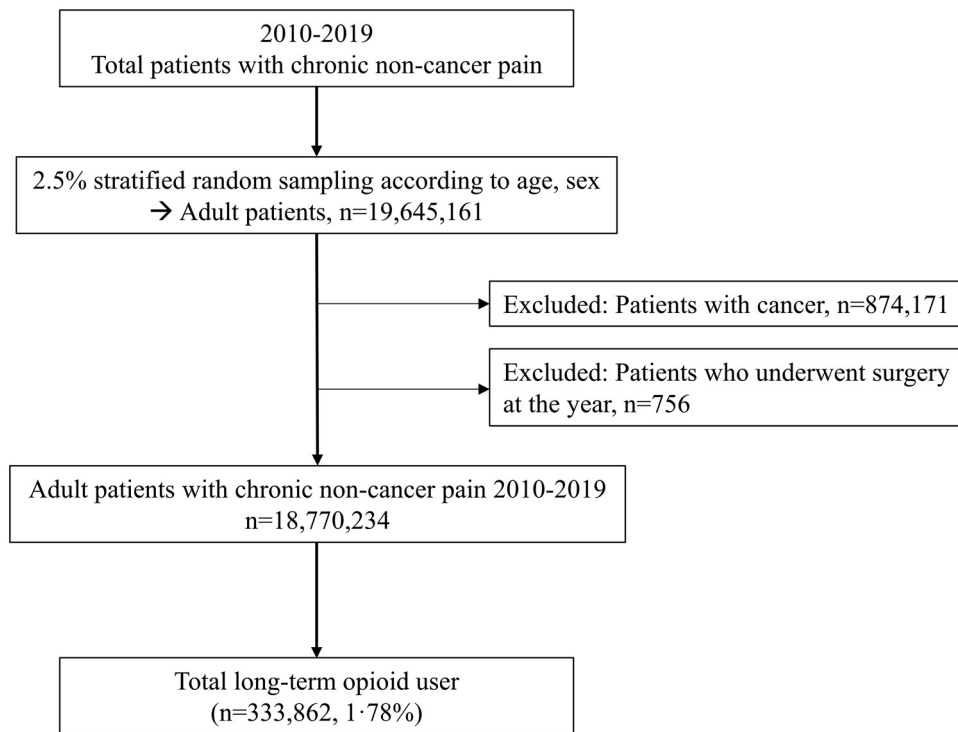 2010-2019
Total patients with chronic non-cancer pain
2.5% stratified random sampling according to age, sex
→ Adult patients, n=19,645,161
Excluded: Patients with cancer, n=874,171
Excluded: Patients who underwent surgery
at the year, n=756
Adult patients with chronic non-cancer pain 2010-2019
n=18,770,234
Total long-term opioid user
(n=333,862, 1·78%)